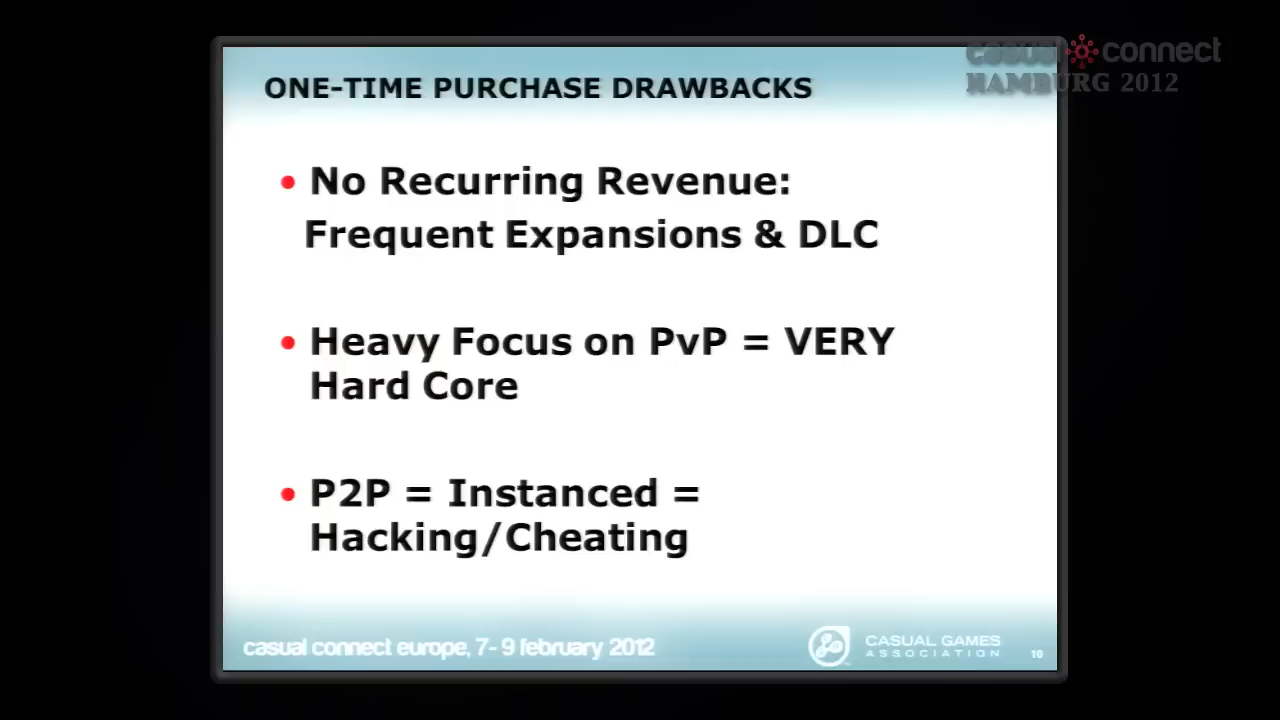 casual connect
HAMBURG 2012
ONE-TIME PURCHASE DRAWBACKS
• No Recurring Revenue:
Frequent Expansions & DLC
• Heavy Focus on PvP = VERY
Hard Core
• P2P = Instanced =
Hacking/Cheating
casual connect europe, 7-9 february 2012
CASUAL GAMES
ASSOCIATION
10